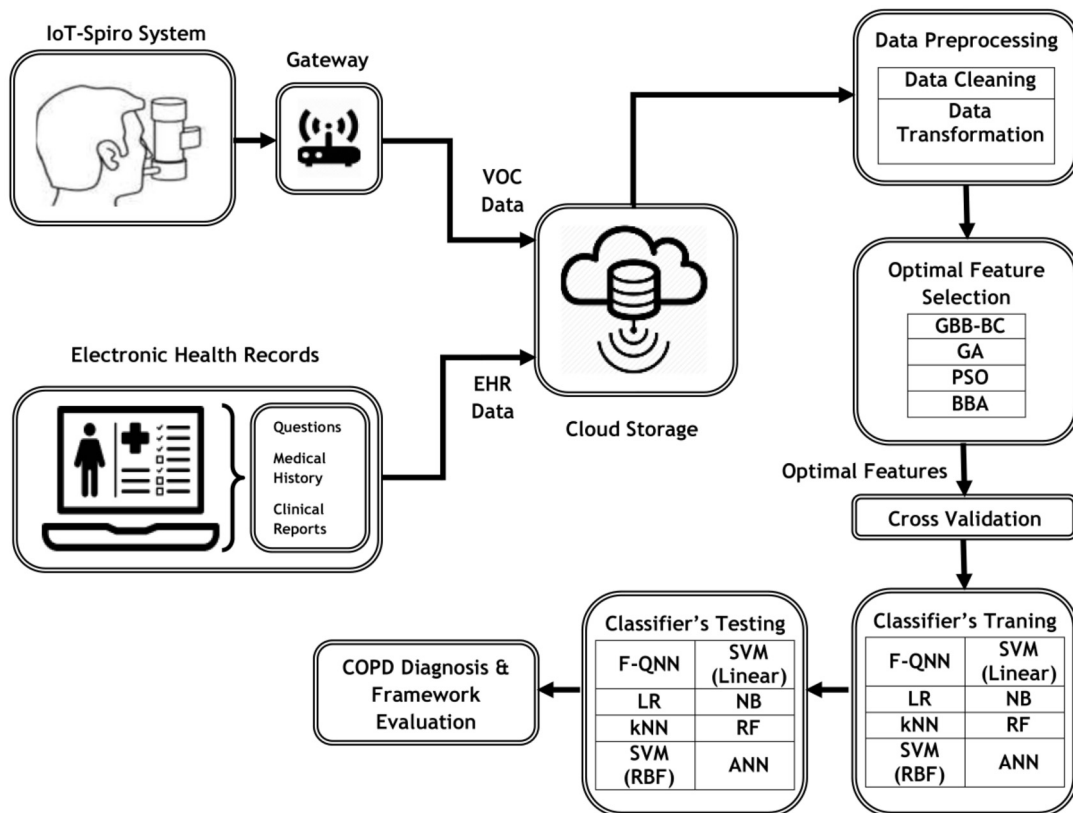 IoT-Spiro System
Gateway
VOC
Data
Electronic Health Records
Questions
Medical
History
Clinical
Reports
EHR
Data
Cloud Storage
Data Preprocessing
Data Cleaning
Data
Transformation
Optimal Feature
Selection
GBB-BC
GA
PSO
BBA
Optimal Features
Cross Validation
Classifier's Traning
F-QNN
SVM
(Linear)
LR
NB
kNN
RF
SVM
(RBF)
ANN
Classifier's Testing
F-QNN
SVM
(Linear)
LR
NB
kNN
RF
SVM
(RBF)
ANN
COPD Diagnosis &
Framework
Evaluation